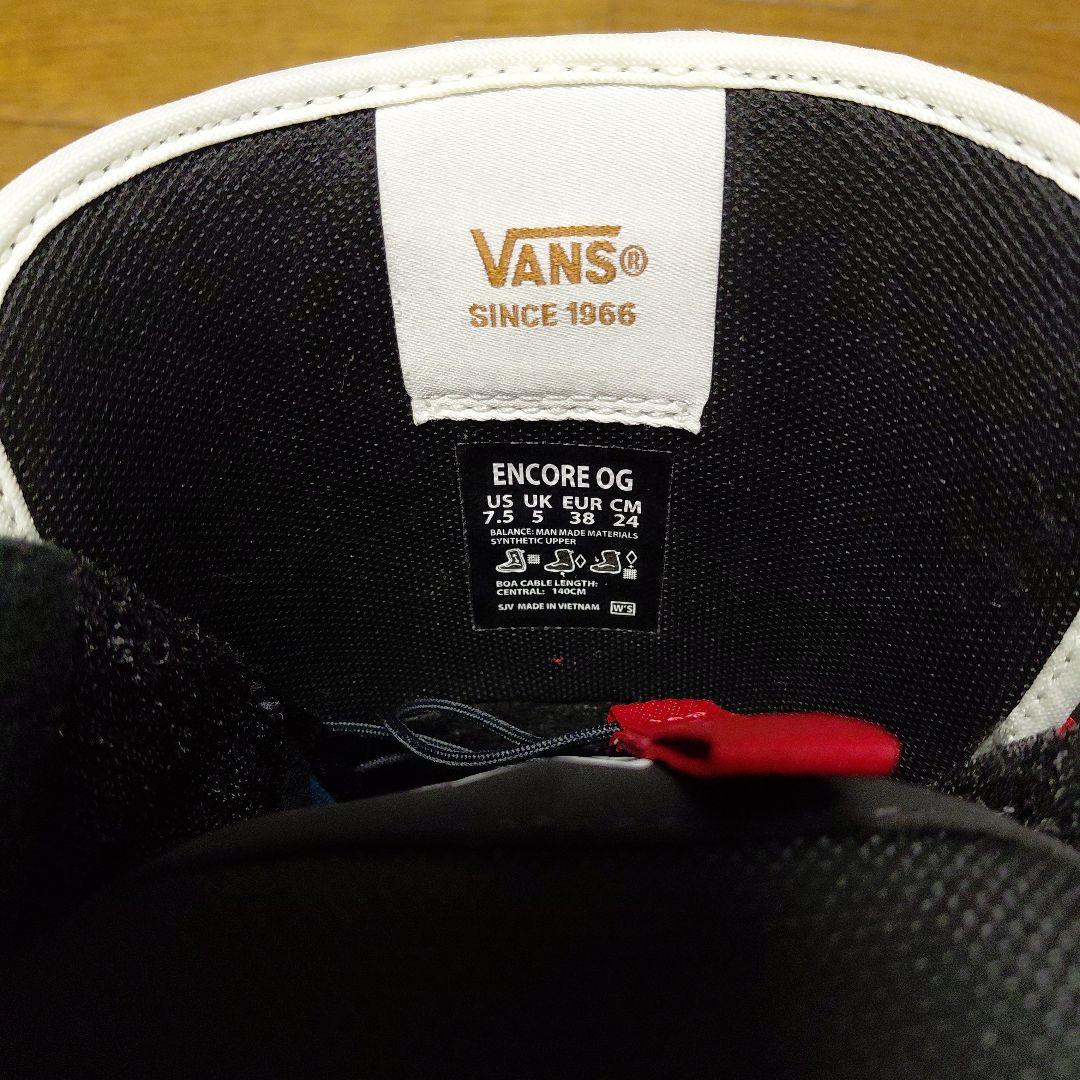 VANS®
SINCE 1966
ENCORE OG
US UK EUR CM
7.5 5 38 24
BALANCE: MAN MADE MATERIALS
SYNTHETIC UPPER
BOA CABLE LENGTH:
CENTRAL: 140CM
SJV MADE IN VIETNAM W'S